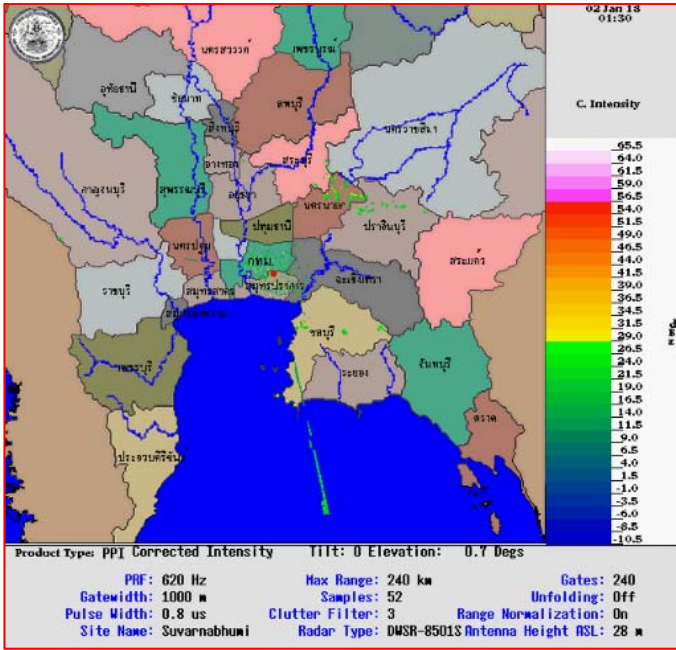 02 Jan 18
01:30
C. Intensity
65.5
64.0
61.5
59.0
56.5
54.0
51.5
49.0
46.5
44.0
41.5
39.0
36.5
34.0
31.5
29.0
26.5
24.0
21.5
19.0
16.5
14.0
11.5
9.0
6.5
4.0
1.5
-1.0
-3.5
-6.0
-8.5
-10.5
นครสวรรค์
เพชรบูรณ์
อุทัยธานี
ชัยนาท
ลพบุรี
สิงห์บุรี
นครราชสีมา
อ่างทอง
สระบุรี
กาญจนบุรี
สุพรรณบุรี
อยุธยา
นครนายก
ปราจีนบุรี
ปทุมธานี
นครปฐม
กทม.
สระแก้ว
ราชบุรี
สมุทรสาคร
สมุทรปราการ
ฉะเชิงเทรา
ชลบุรี
เพชรบุรี
ระยอง
จันทบุรี
ตราด
ประจวบคีรีขันธ์
Product Type: PPI Corrected Intensity Tilt: 0 Elevation: 0.7 Degs
PRF: 620 Hz Max Range: 240 km Gates: 240
Gatewidth: 1000 m Samples: 52 Unfolding: Off
Pulse Width: 0.8 us Clutter Filter: 3 Range Normalization: On
Site Name: Suvarnabhumi Radar Type: DWSR-8501S Antenna Height ASL: 28 m